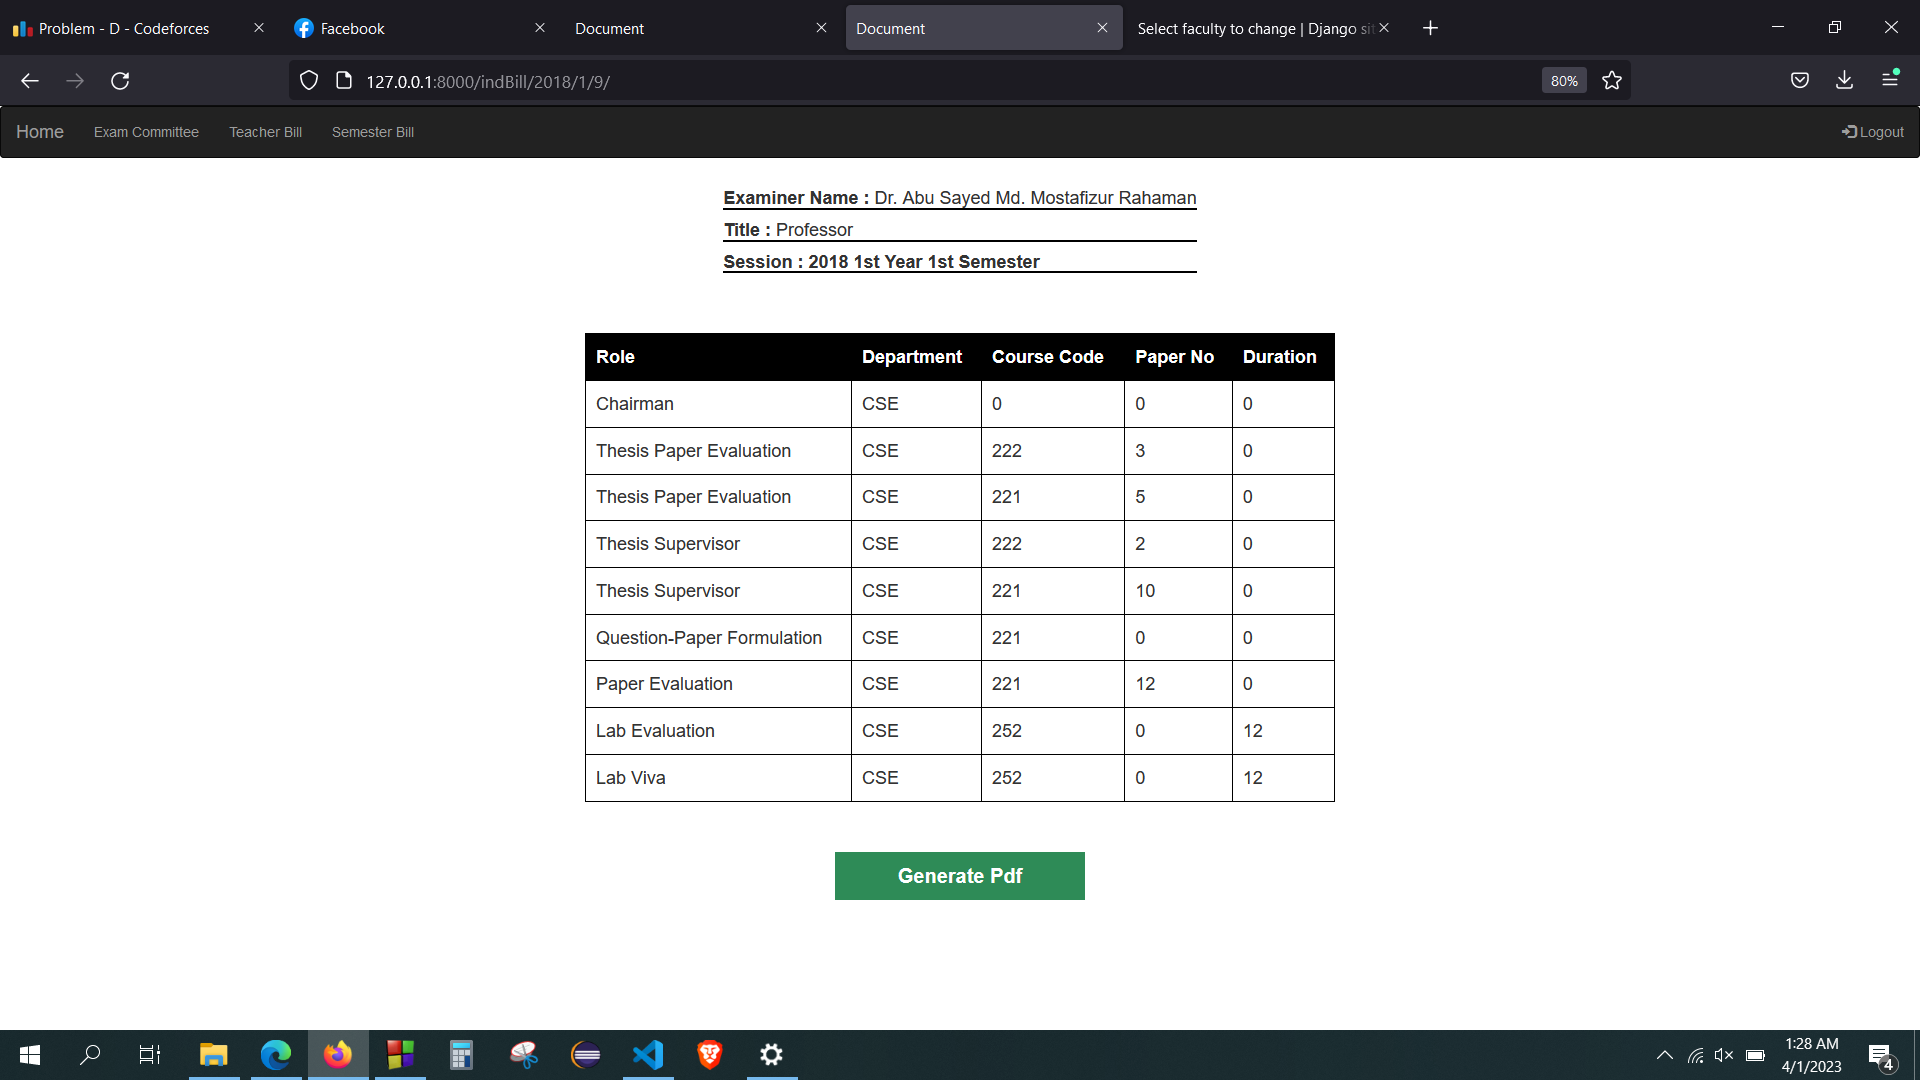 Problem - D - Codeforces
Facebook
Document
Document
Select faculty to change | Django sit
127.0.0.1:8000/indBill/2018/1/9/
80%
Home Exam Committee Teacher Bill Semester Bill Logout
Examiner Name : Dr. Abu Sayed Md. Mostafizur Rahaman
Title : Professor
Session : 2018 1st Year 1st Semester
Role Department Course Code Paper No Duration
Chairman CSE 0 0 0
Thesis Paper Evaluation CSE 222 3 0
Thesis Paper Evaluation CSE 221 5 0
Thesis Supervisor CSE 222 2 0
Thesis Supervisor CSE 221 10 0
Question-Paper Formulation CSE 221 0 0
Paper Evaluation CSE 221 12 0
Lab Evaluation CSE 252 0 12
Lab Viva CSE 252 0 12
Generate Pdf
1:28 AM
4/1/2023
4